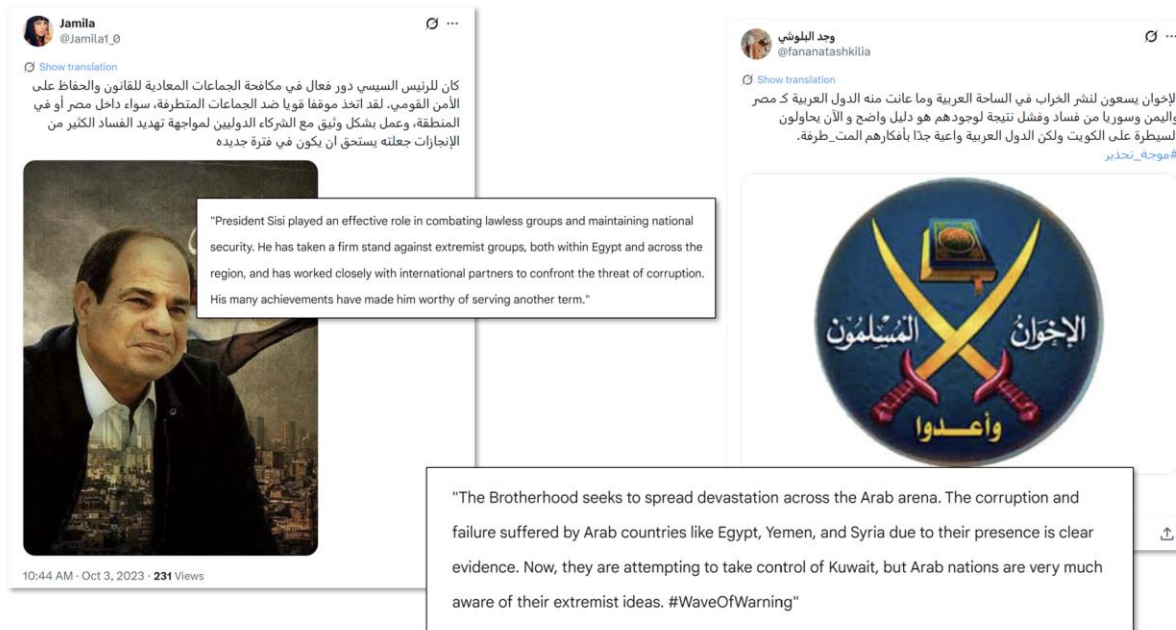 Jamila
@Jamila1_0
Show translation
كان للرئيس السيسي دور فعال في مكافحة الجماعات المعادية للقانون والحفاظ على
الأمن القومي. لقد اتخذ موقفا قويا ضد الجماعات المتطرفة، سواء داخل مصر أو في
المنطقة، وعمل بشكل وثيق مع الشركاء الدوليين لمواجهة تهديد الفساد الكثير من
الإنجازات جعلته يستحق ان يكون في فترة جديده
"President Sisi played an effective role in combating lawless groups and maintaining national
security. He has taken a firm stand against extremist groups, both within Egypt and across the
region, and has worked closely with international partners to confront the threat of corruption.
His many achievements have made him worthy of serving another term."
10:44 AM · Oct 3, 2023 · 231 Views
وجد البلوشي
@fananatashkilia
Show translation
لإخوان يسعون لنشر الخراب في الساحة العربية وما عانت منه الدول العربية كـ مصر
واليمن وسوريا من فساد وفشل نتيجة لوجودهم هو دليل واضح و الآن يحاولون
لسيطرة على الكويت ولكن الدول العربية واعية جدًا بأفكارهم المتـ_طرفة.
#موجة_تحذير
الإخوان المسلمون
وأعدوا
"The Brotherhood seeks to spread devastation across the Arab arena. The corruption and
failure suffered by Arab countries like Egypt, Yemen, and Syria due to their presence is clear
evidence. Now, they are attempting to take control of Kuwait, but Arab nations are very much
aware of their extremist ideas. #WaveOfWarning"